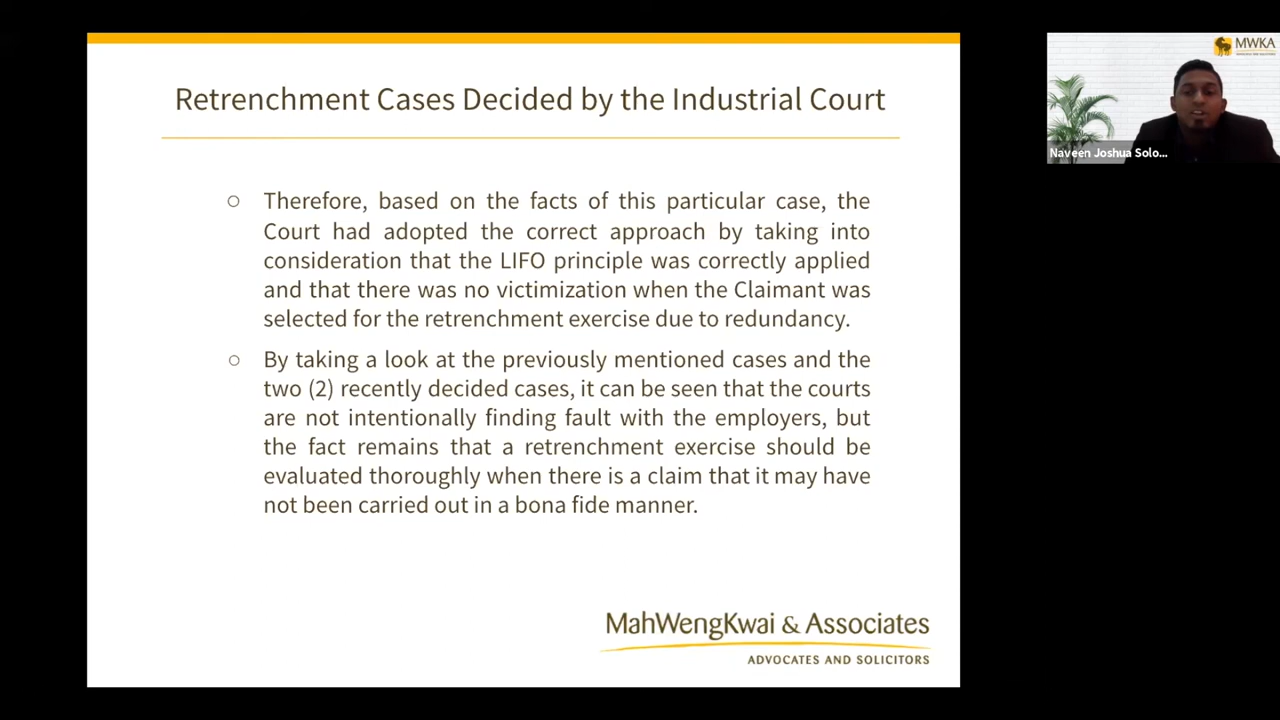 Retrenchment Cases Decided by the Industrial Court
○ Therefore, based on the facts of this particular case, the
Court had adopted the correct approach by taking into
consideration that the LIFO principle was correctly applied
and that there was no victimization when the Claimant was
selected for the retrenchment exercise due to redundancy.
○ By taking a look at the previously mentioned cases and the
two (2) recently decided cases, it can be seen that the courts
are not intentionally finding fault with the employers, but
the fact remains that a retrenchment exercise should be
evaluated thoroughly when there is a claim that it may have
not been carried out in a bona fide manner.
MahWengKwai & Associates
ADVOCATES AND SOLICITORS
MWKA
Naveen Joshua Solo...